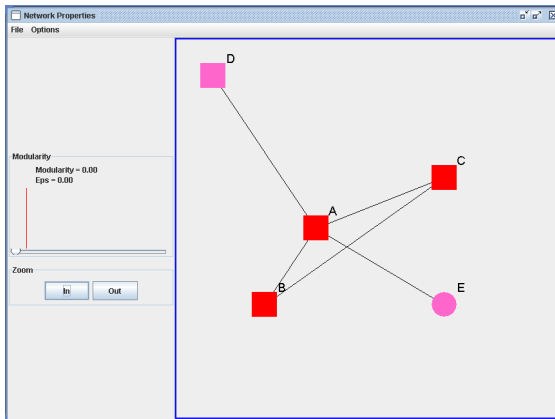 Network Properties
File Options
Modularity
Modularity = 0.00
Eps = 0.00
Zoom
In Out
D
C
A
B
E